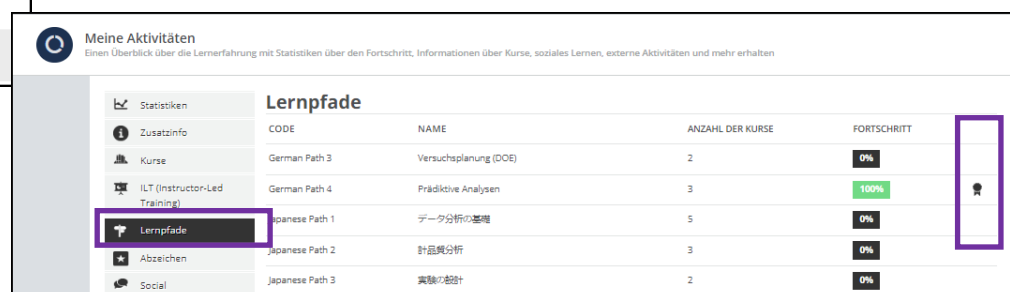 Meine Aktivitäten
Einen Überblick über die Lernerfahrung mit Statistiken über den Fortschritt, Informationen über Kurse, soziales Lernen, externe Aktivitäten und mehr erhalten
Statistiken
Zusatzinfo
Kurse
ILT (Instructor-Led
Training)
Lernpfade
Abzeichen
Social
Lernpfade
CODE NAME ANZAHL DER KURSE FORTSCHRITT
German Path 3 Versuchsplanung (DOE) 2 0%
German Path 4 Prädiktive Analysen 3 100%
Japanese Path 1 データ分析の基礎 5 0%
Japanese Path 2 計品質分析 3 0%
Japanese Path 3 実験の設計 2 0%